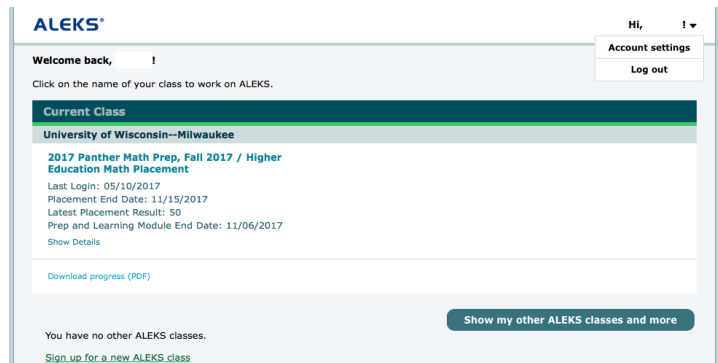 ALEKS®
Hi, !
Account settings
Log out
Welcome back, !
Click on the name of your class to work on ALEKS.
Current Class
University of Wisconsin--Milwaukee
2017 Panther Math Prep, Fall 2017 / Higher
Education Math Placement
Last Login: 05/10/2017
Placement End Date: 11/15/2017
Latest Placement Result: 50
Prep and Learning Module End Date: 11/06/2017
Show Details
Download progress (PDF)
Show my other ALEKS classes and more
You have no other ALEKS classes.
Sign up for a new ALEKS class